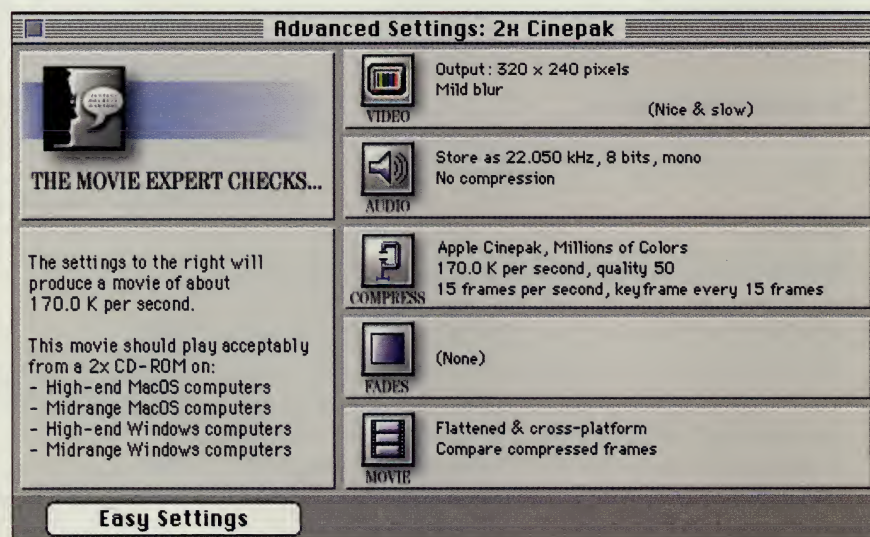 Advanced Settings: 2x Cinepak
THE MOVIE EXPERT CHECKS...
The settings to the right will
produce a movie of about
170.0 K per second.
This movie should play acceptably
from a 2x CD-ROM on:
- High-end MacOS computers
- Midrange MacOS computers
- High-end Windows computers
- Midrange Windows computers
Easy Settings
VIDEO
Output: 320 x 240 pixels
Mild blur
(Nice & slow)
AUDIO
Store as 22.050 kHz, 8 bits, mono
No compression
COMPRESS
Apple Cinepak, Millions of Colors
170.0 K per second, quality 50
15 frames per second, keyframe every 15 frames
FADES
(None)
MOVIE
Flattened & cross-platform
Compare compressed frames